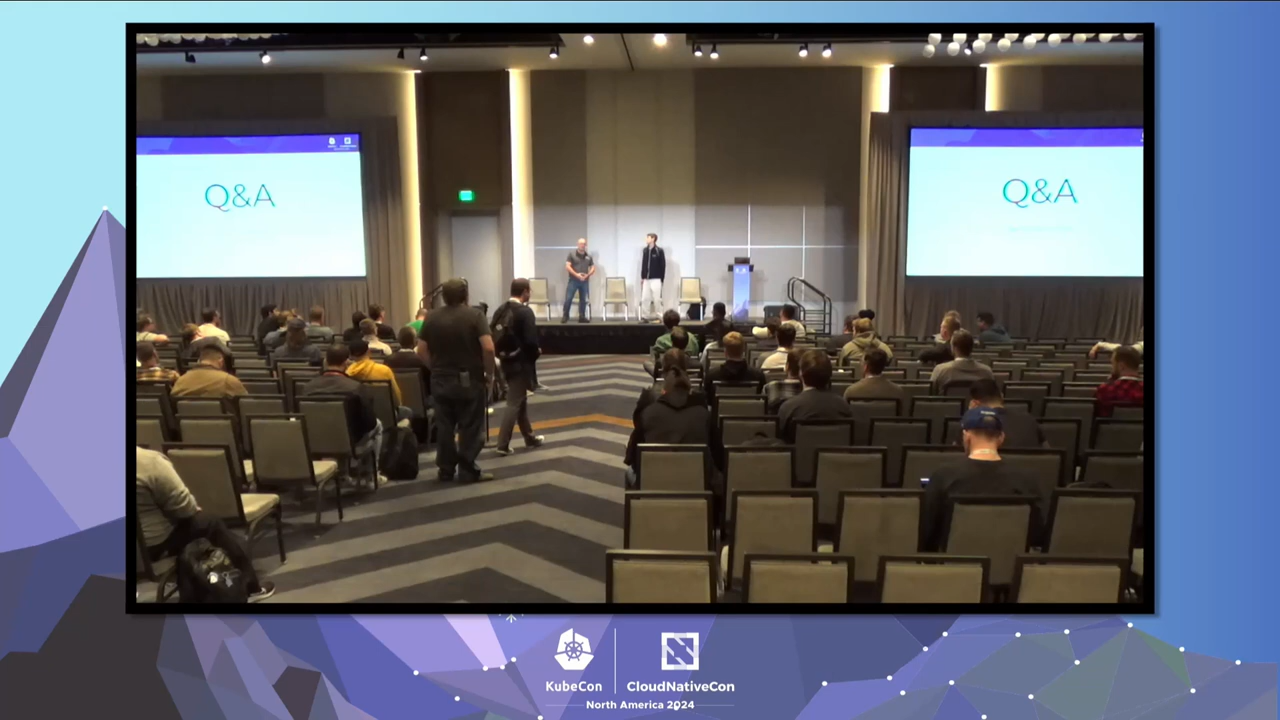 Q&A
Q&A
KubeCon
CloudNativeCon
North America 2024